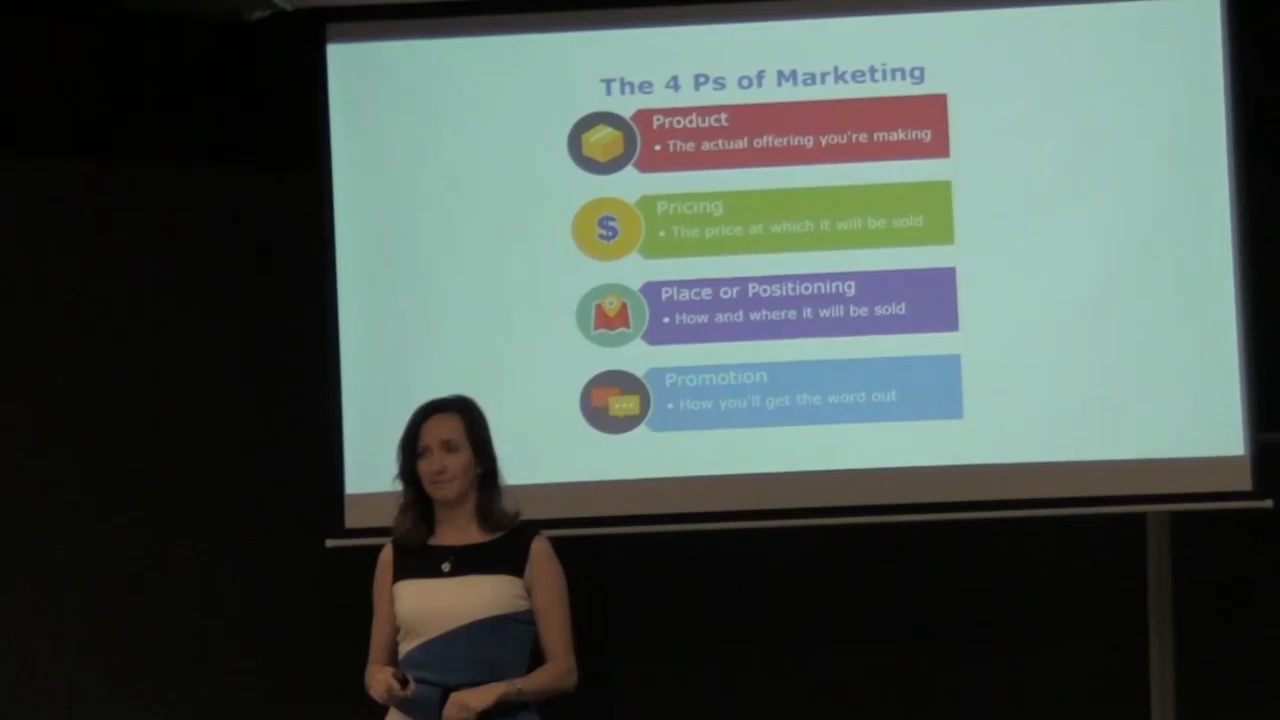 The 4 Ps of Marketing
Product
• The actual offering you're making
$
Pricing
• The price at which it will be sold
Place or Positioning
• How and where it will be sold
Promotion
• How you'll get the word out